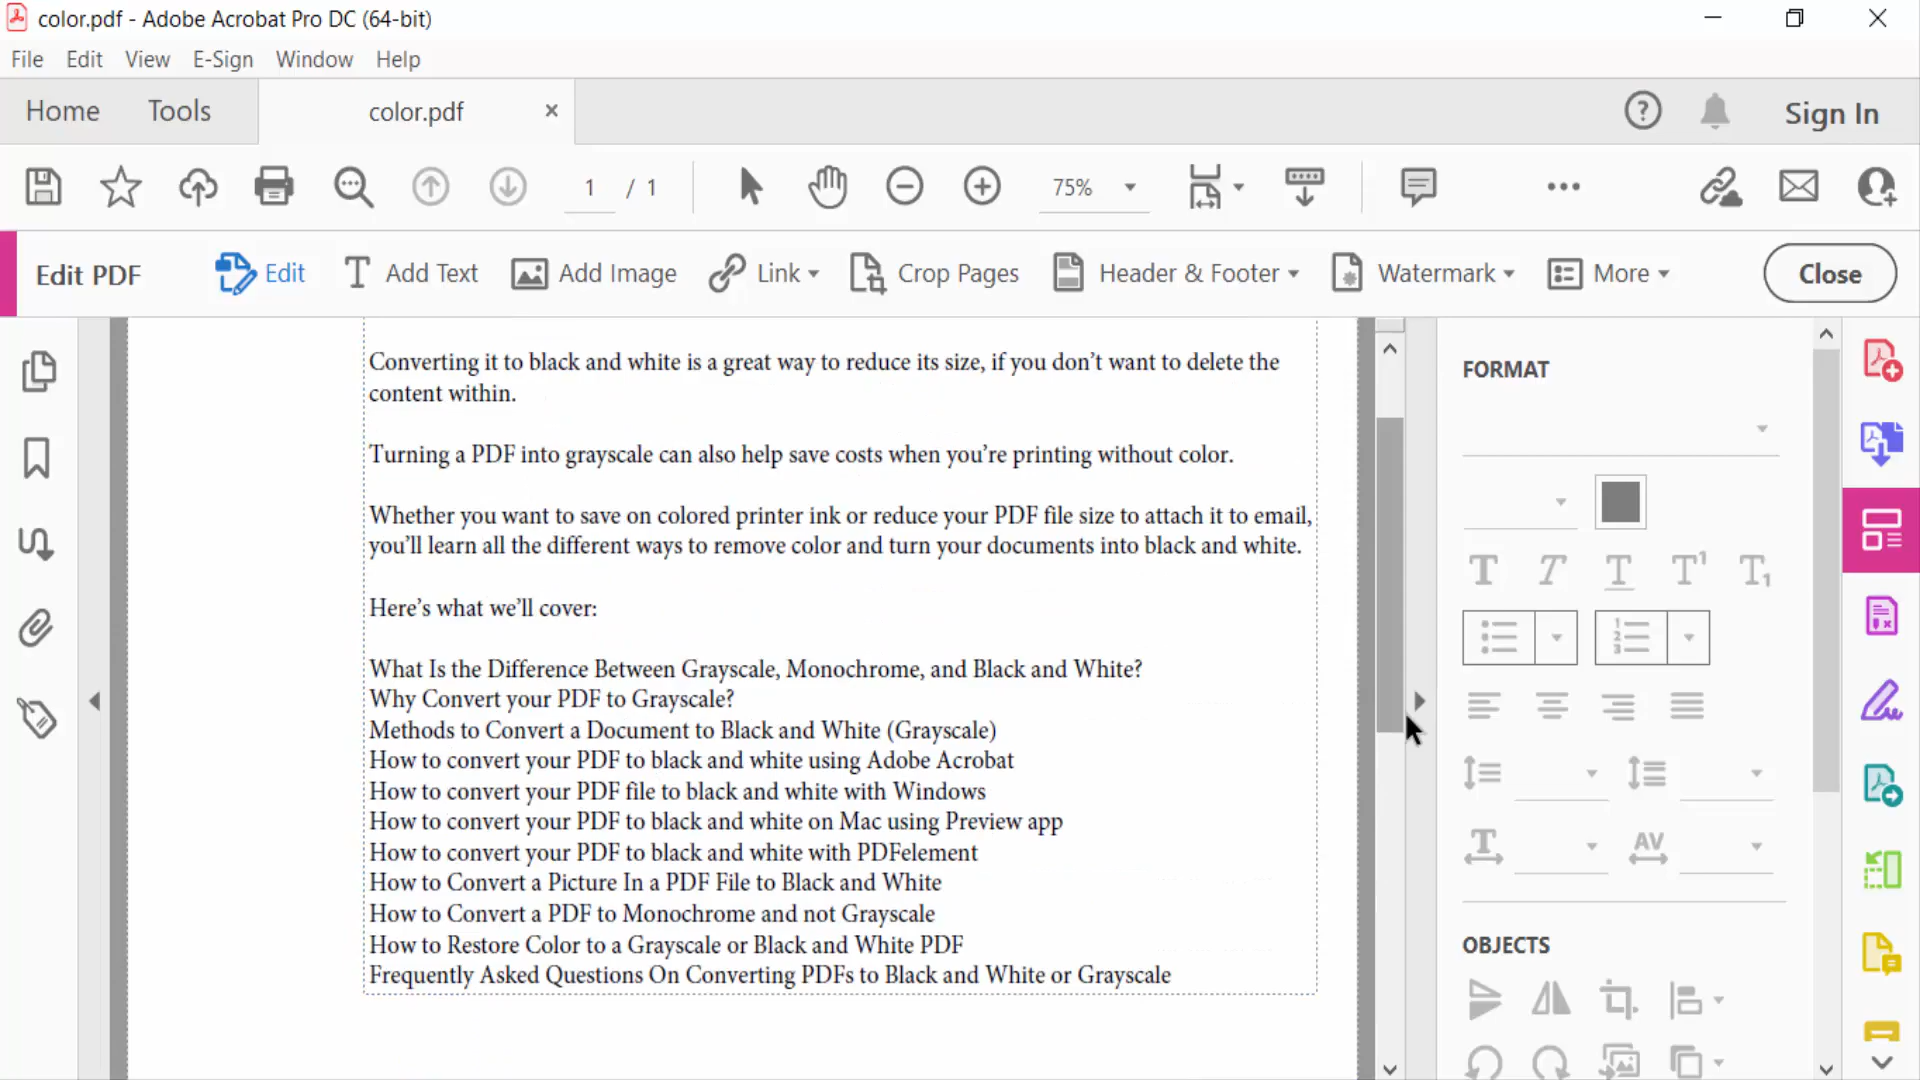 color.pdf - Adobe Acrobat Pro DC (64-bit)
File Edit View E-Sign Window Help
Home Tools color.pdf × ? Sign In
1 / 1 75%
Edit PDF Edit Add Text Add Image Link Crop Pages Header & Footer Watermark More Close
Converting it to black and white is a great way to reduce its size, if you don’t want to delete the
content within.
Turning a PDF into grayscale can also help save costs when you’re printing without color.
Whether you want to save on colored printer ink or reduce your PDF file size to attach it to email,
you’ll learn all the different ways to remove color and turn your documents into black and white.
Here’s what we’ll cover:
What Is the Difference Between Grayscale, Monochrome, and Black and White?
Why Convert your PDF to Grayscale?
Methods to Convert a Document to Black and White (Grayscale)
How to convert your PDF to black and white using Adobe Acrobat
How to convert your PDF file to black and white with Windows
How to convert your PDF to black and white on Mac using Preview app
How to convert your PDF to black and white with PDFelement
How to Convert a Picture In a PDF File to Black and White
How to Convert a PDF to Monochrome and not Grayscale
How to Restore Color to a Grayscale or Black and White PDF
Frequently Asked Questions On Converting PDFs to Black and White or Grayscale
FORMAT
T T T T1 T1
AV
OBJECTS